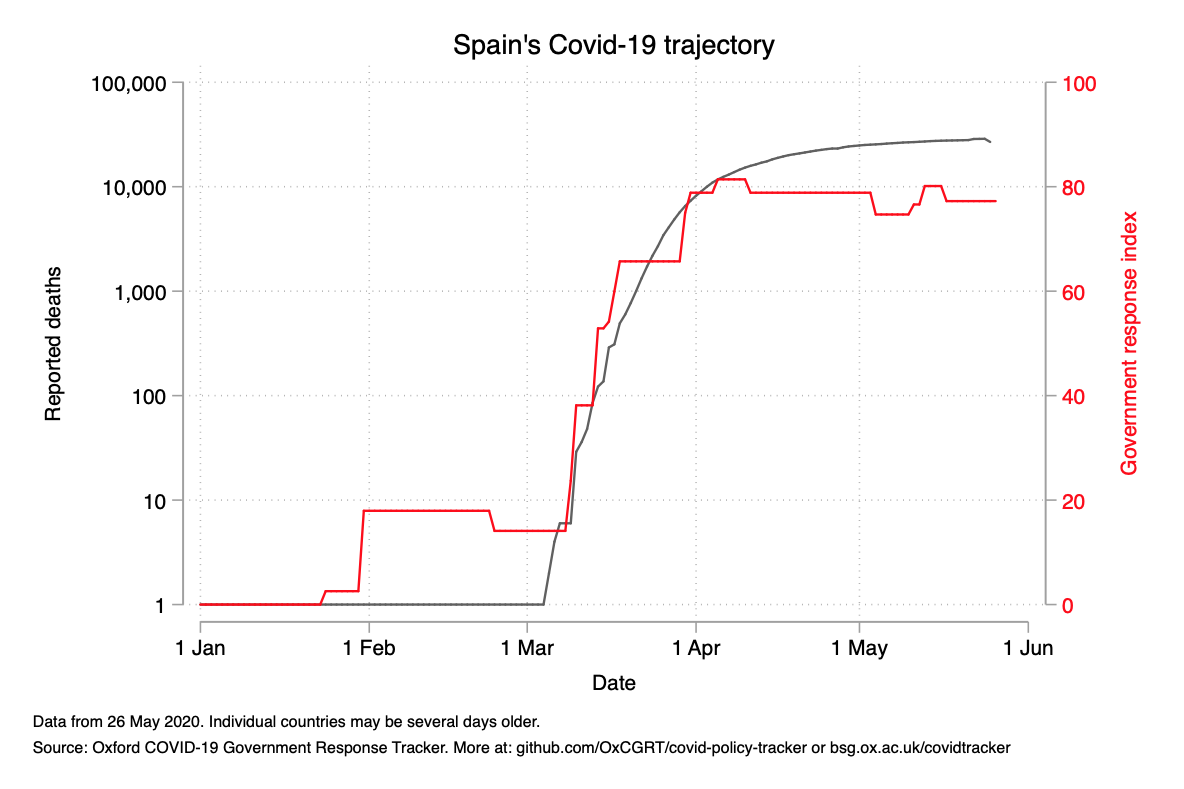 Spain's Covid-19 trajectory
100,000
10,000
1,000
100
10
1
Reported deaths
100
80
60
40
20
0
Government response index
1 Jan
1 Feb
1 Mar
1 Apr
1 May
1 Jun
Date
Data from 26 May 2020. Individual countries may be several days older.
Source: Oxford COVID-19 Government Response Tracker. More at: github.com/OxCGRT/covid-policy-tracker or bsg.ox.ac.uk/covidtracker